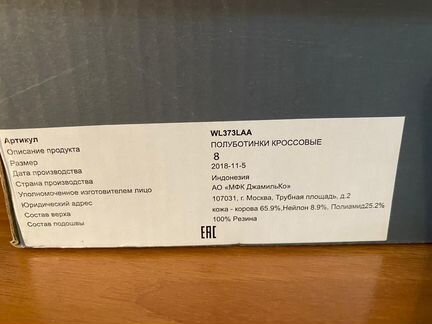 Артикул WL373LAA
Описание продукта ПОЛУБОТИНКИ КРОССОВЫЕ
Размер 8
Дата производства 2018-11-5
Страна производства Индонезия
Уполномоченное изготовителем лицо АО «МФК ДжамильКо»
Юридический адрес 107031, г. Москва, Трубная площадь, д.2
Состав верха кожа - корова 65.9%,Нейлон 8.9%, Полиамид25.2%
Состав подошвы 100% Резина
ЕАС